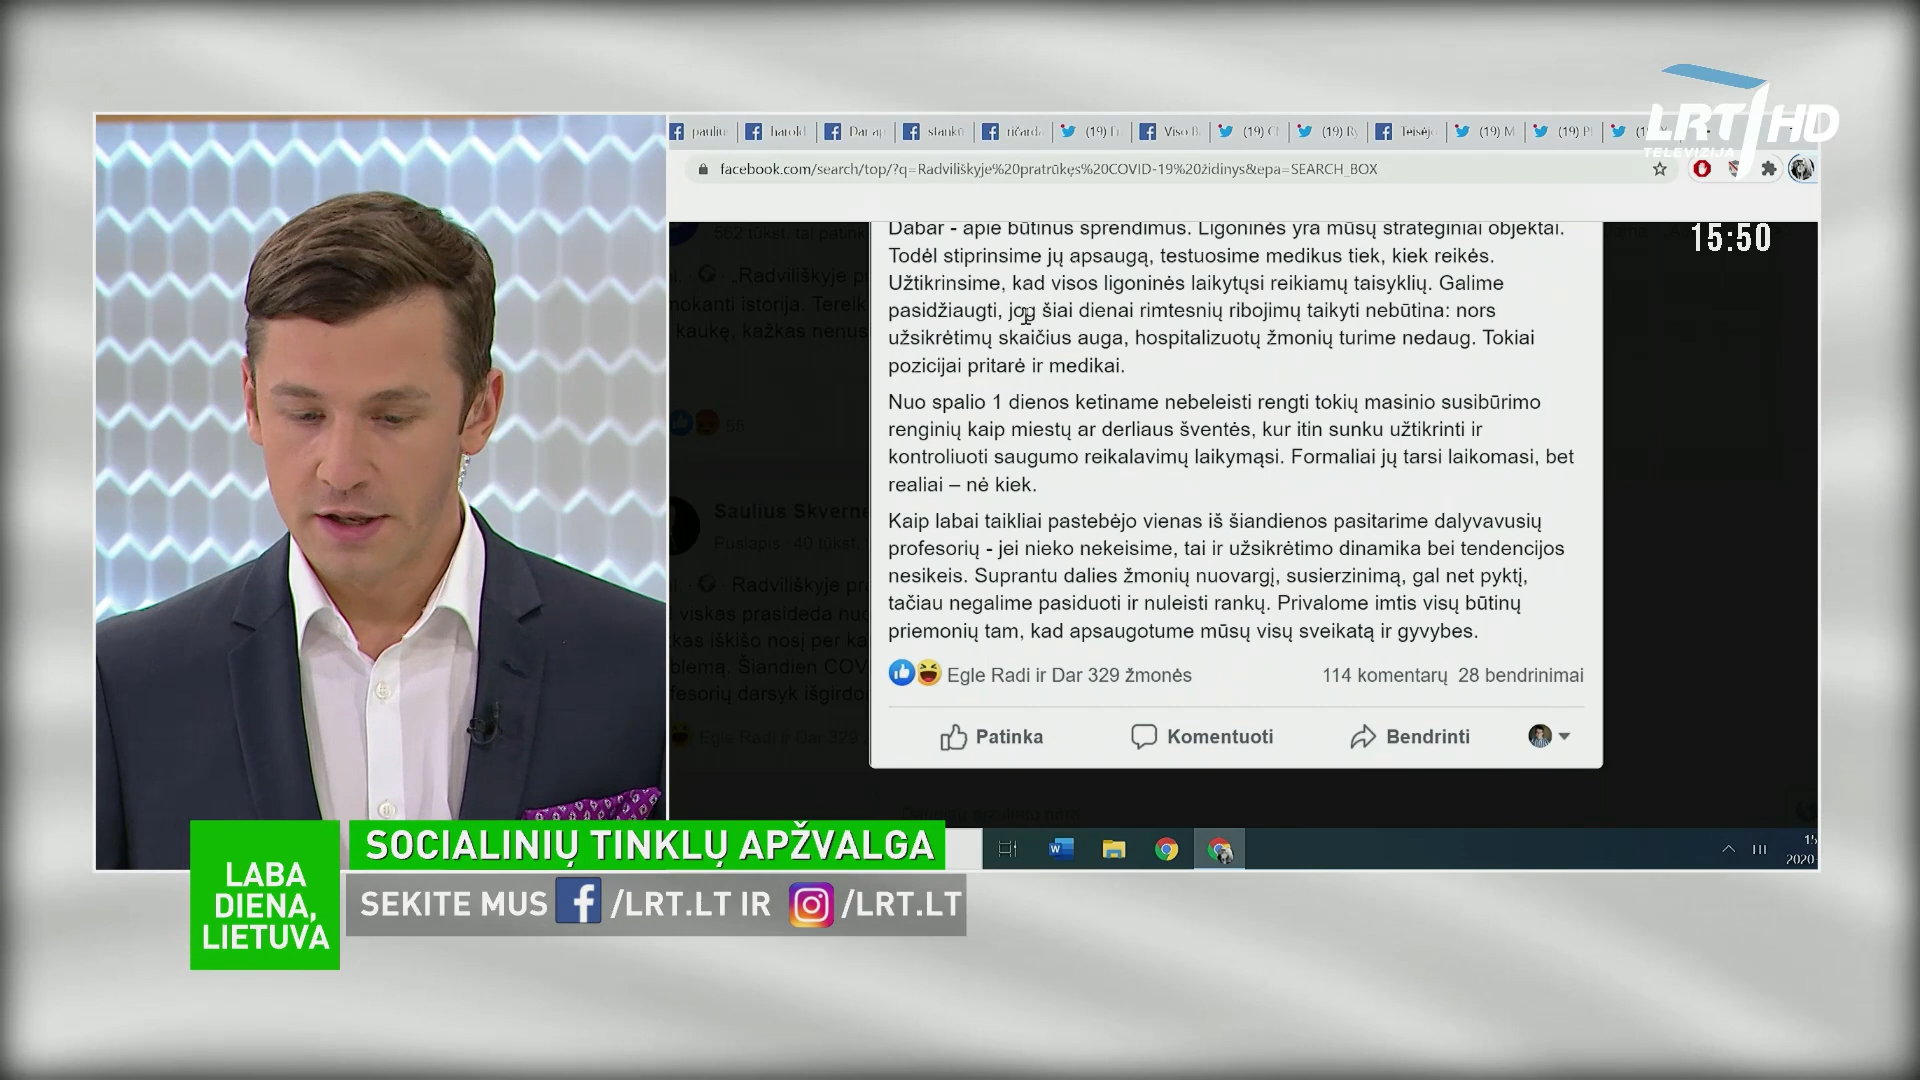 LRT HD
TELEVIZIJA
15:50
facebook.com/search/top/?q=Radviliškyje%20pratrūkęs%20COVID-19%20židinys&epa=SEARCH_BOX
Dabar - apie būtinus sprendimus. Ligoninės yra mūsų strateginiai objektai.
Todėl stiprinsime jų apsaugą, testuosime medikus tiek, kiek reikės.
Užtikrinsime, kad visos ligoninės laikytųsi reikiamų taisyklių. Galime
pasidžiaugti, jog šiai dienai rimtesnių ribojimų taikyti nebūtina: nors
užsikrėtimų skaičius auga, hospitalizuotų žmonių turime nedaug. Tokiai
pozicijai pritarė ir medikai.
Nuo spalio 1 dienos ketiname nebeleisti rengti tokių masinio susibūrimo
renginių kaip miestų ar derliaus šventės, kur itin sunku užtikrinti ir
kontroliuoti saugumo reikalavimų laikymąsi. Formaliai jų tarsi laikomasi, bet
realiai – nė kiek.
Kaip labai taikliai pastebėjo vienas iš šiandienos pasitarime dalyvavusių
profesorių - jei nieko nekeisime, tai ir užsikrėtimo dinamika bei tendencijos
nesikeis. Suprantu dalies žmonių nuovargį, susierzinimą, gal net pyktį,
tačiau negalime pasiduoti ir nuleisti rankų. Privalome imtis visų būtinų
priemonių tam, kad apsaugotume mūsų visų sveikatą ir gyvybes.
Egle Radi ir Dar 329 žmonės 114 komentarų 28 bendrinimai
Patinka Komentuoti Bendrinti
SOCIALINIŲ TINKLŲ APŽVALGA
SEKITE MUS /LRT.LT IR /LRT.LT
LABA
DIENA,
LIETUVA